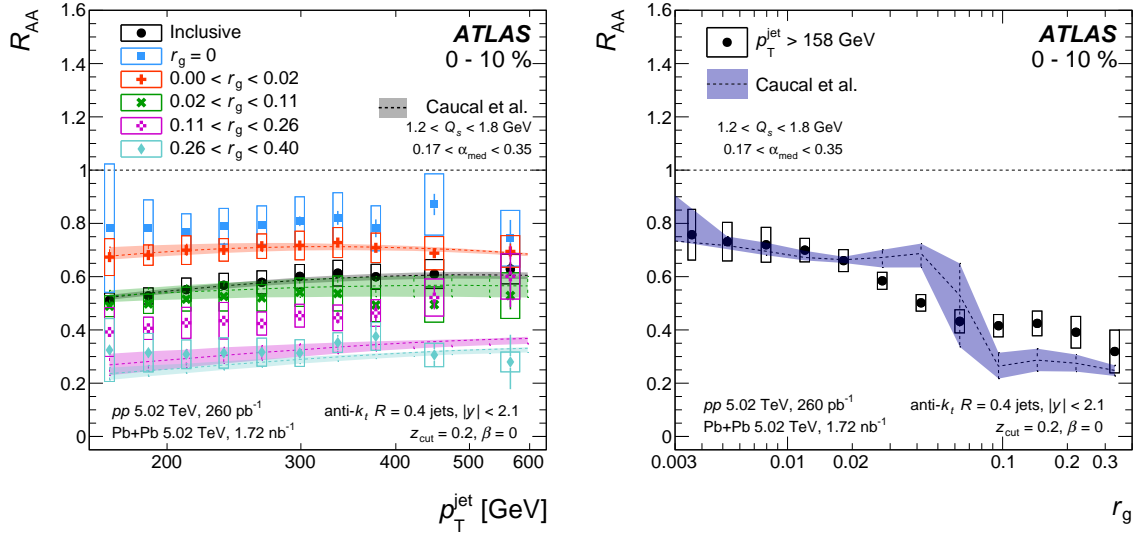 R_AA
1.6
1.4
1.2
1
0.8
0.6
0.4
0.2
0
Inclusive
r_g = 0
0.00 < r_g < 0.02
0.02 < r_g < 0.11
0.11 < r_g < 0.26
0.26 < r_g < 0.40
ATLAS
0 - 10 %
Caucal et al.
1.2 < Q_s < 1.8 GeV
0.17 < α_med < 0.35
pp 5.02 TeV, 260 pb⁻¹
Pb+Pb 5.02 TeV, 1.72 nb⁻¹
anti-k_t R = 0.4 jets, |y| < 2.1
z_cut = 0.2, β = 0
200 300 400 500 600
p_T^jet [GeV]
R_AA
1.6
1.4
1.2
1
0.8
0.6
0.4
0.2
0
p_T^jet > 158 GeV
Caucal et al.
ATLAS
0 - 10 %
1.2 < Q_s < 1.8 GeV
0.17 < α_med < 0.35
pp 5.02 TeV, 260 pb⁻¹
Pb+Pb 5.02 TeV, 1.72 nb⁻¹
anti-k_t R = 0.4 jets, |y| < 2.1
z_cut = 0.2, β = 0
0.003 0.01 0.02 0.1 0.2 0.3
r_g